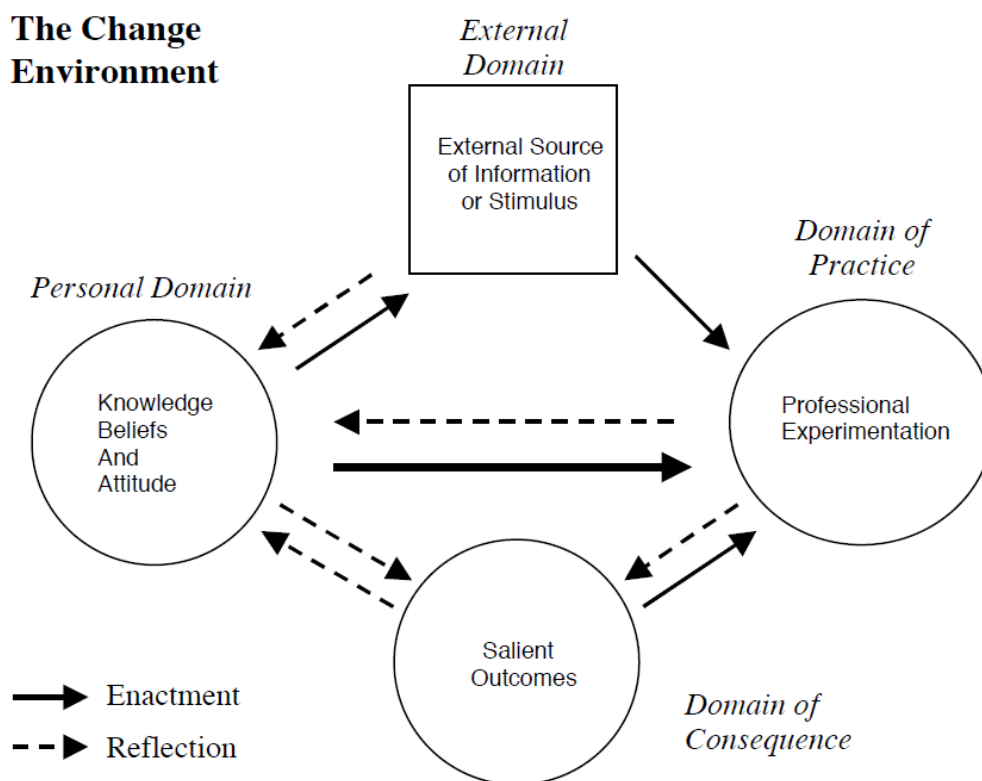 The Change
Environment
External
Domain
External Source
of Information
or Stimulus
Domain of
Practice
Personal Domain
Knowledge
Beliefs
And
Attitude
Professional
Experimentation
Salient
Outcomes
Enactment
Reflection
Domain of
Consequence